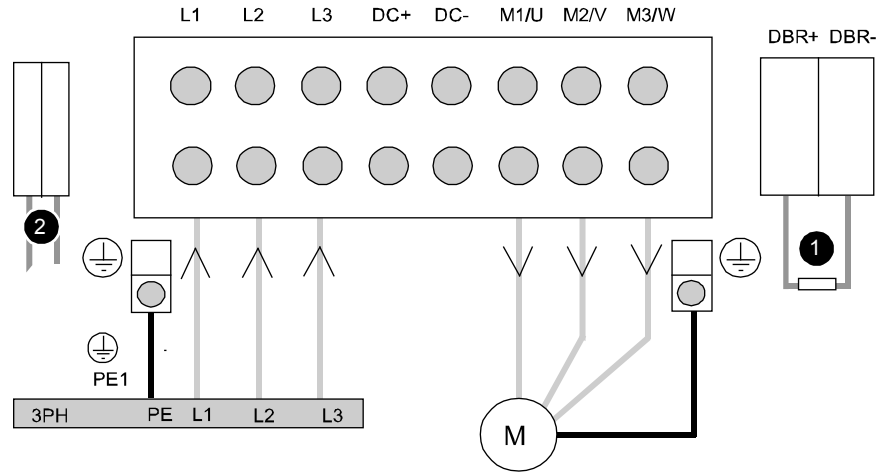 L1 L2 L3 DC+ DC- M1/U M2/V M3/W
DBR+ DBR-
2
1
PE1
3PH PE L1 L2 L3
M